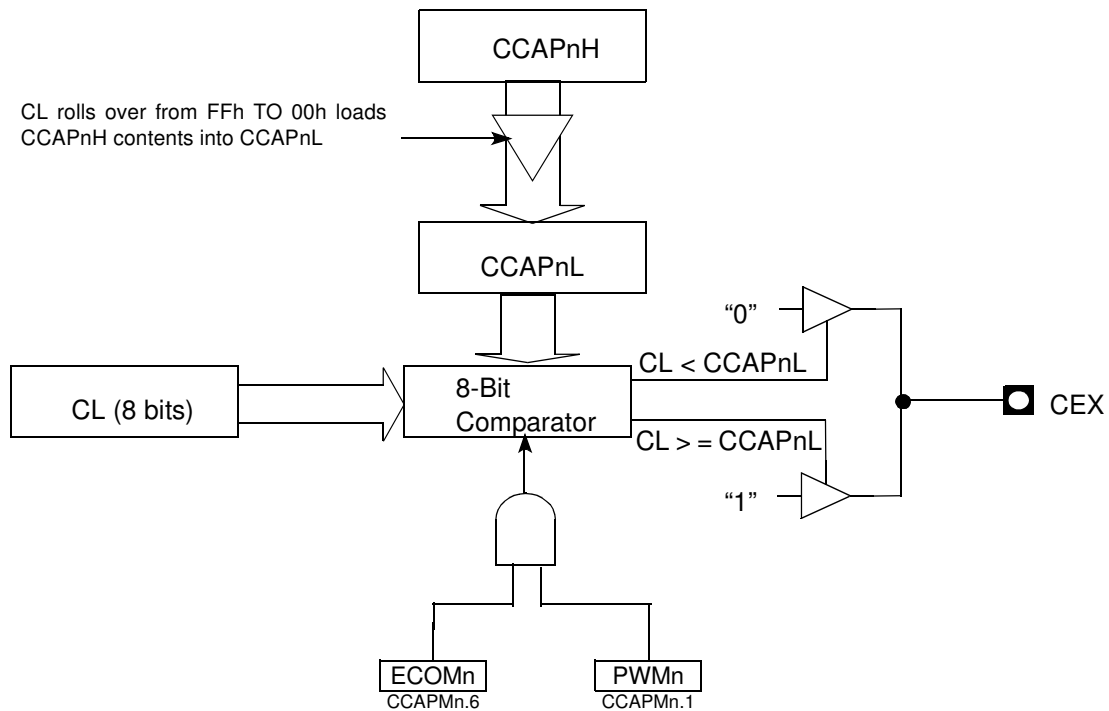 CCAPnH
CL rolls over from FFh TO 00h loads
CCAPnH contents into CCAPnL
CCAPnL
“0”
CL < CCAPnL
CL (8 bits)
8-Bit
Comparator
CEX
CL > = CCAPnL
“1”
ECOMn
CCAPMn.6
PWMn
CCAPMn.1